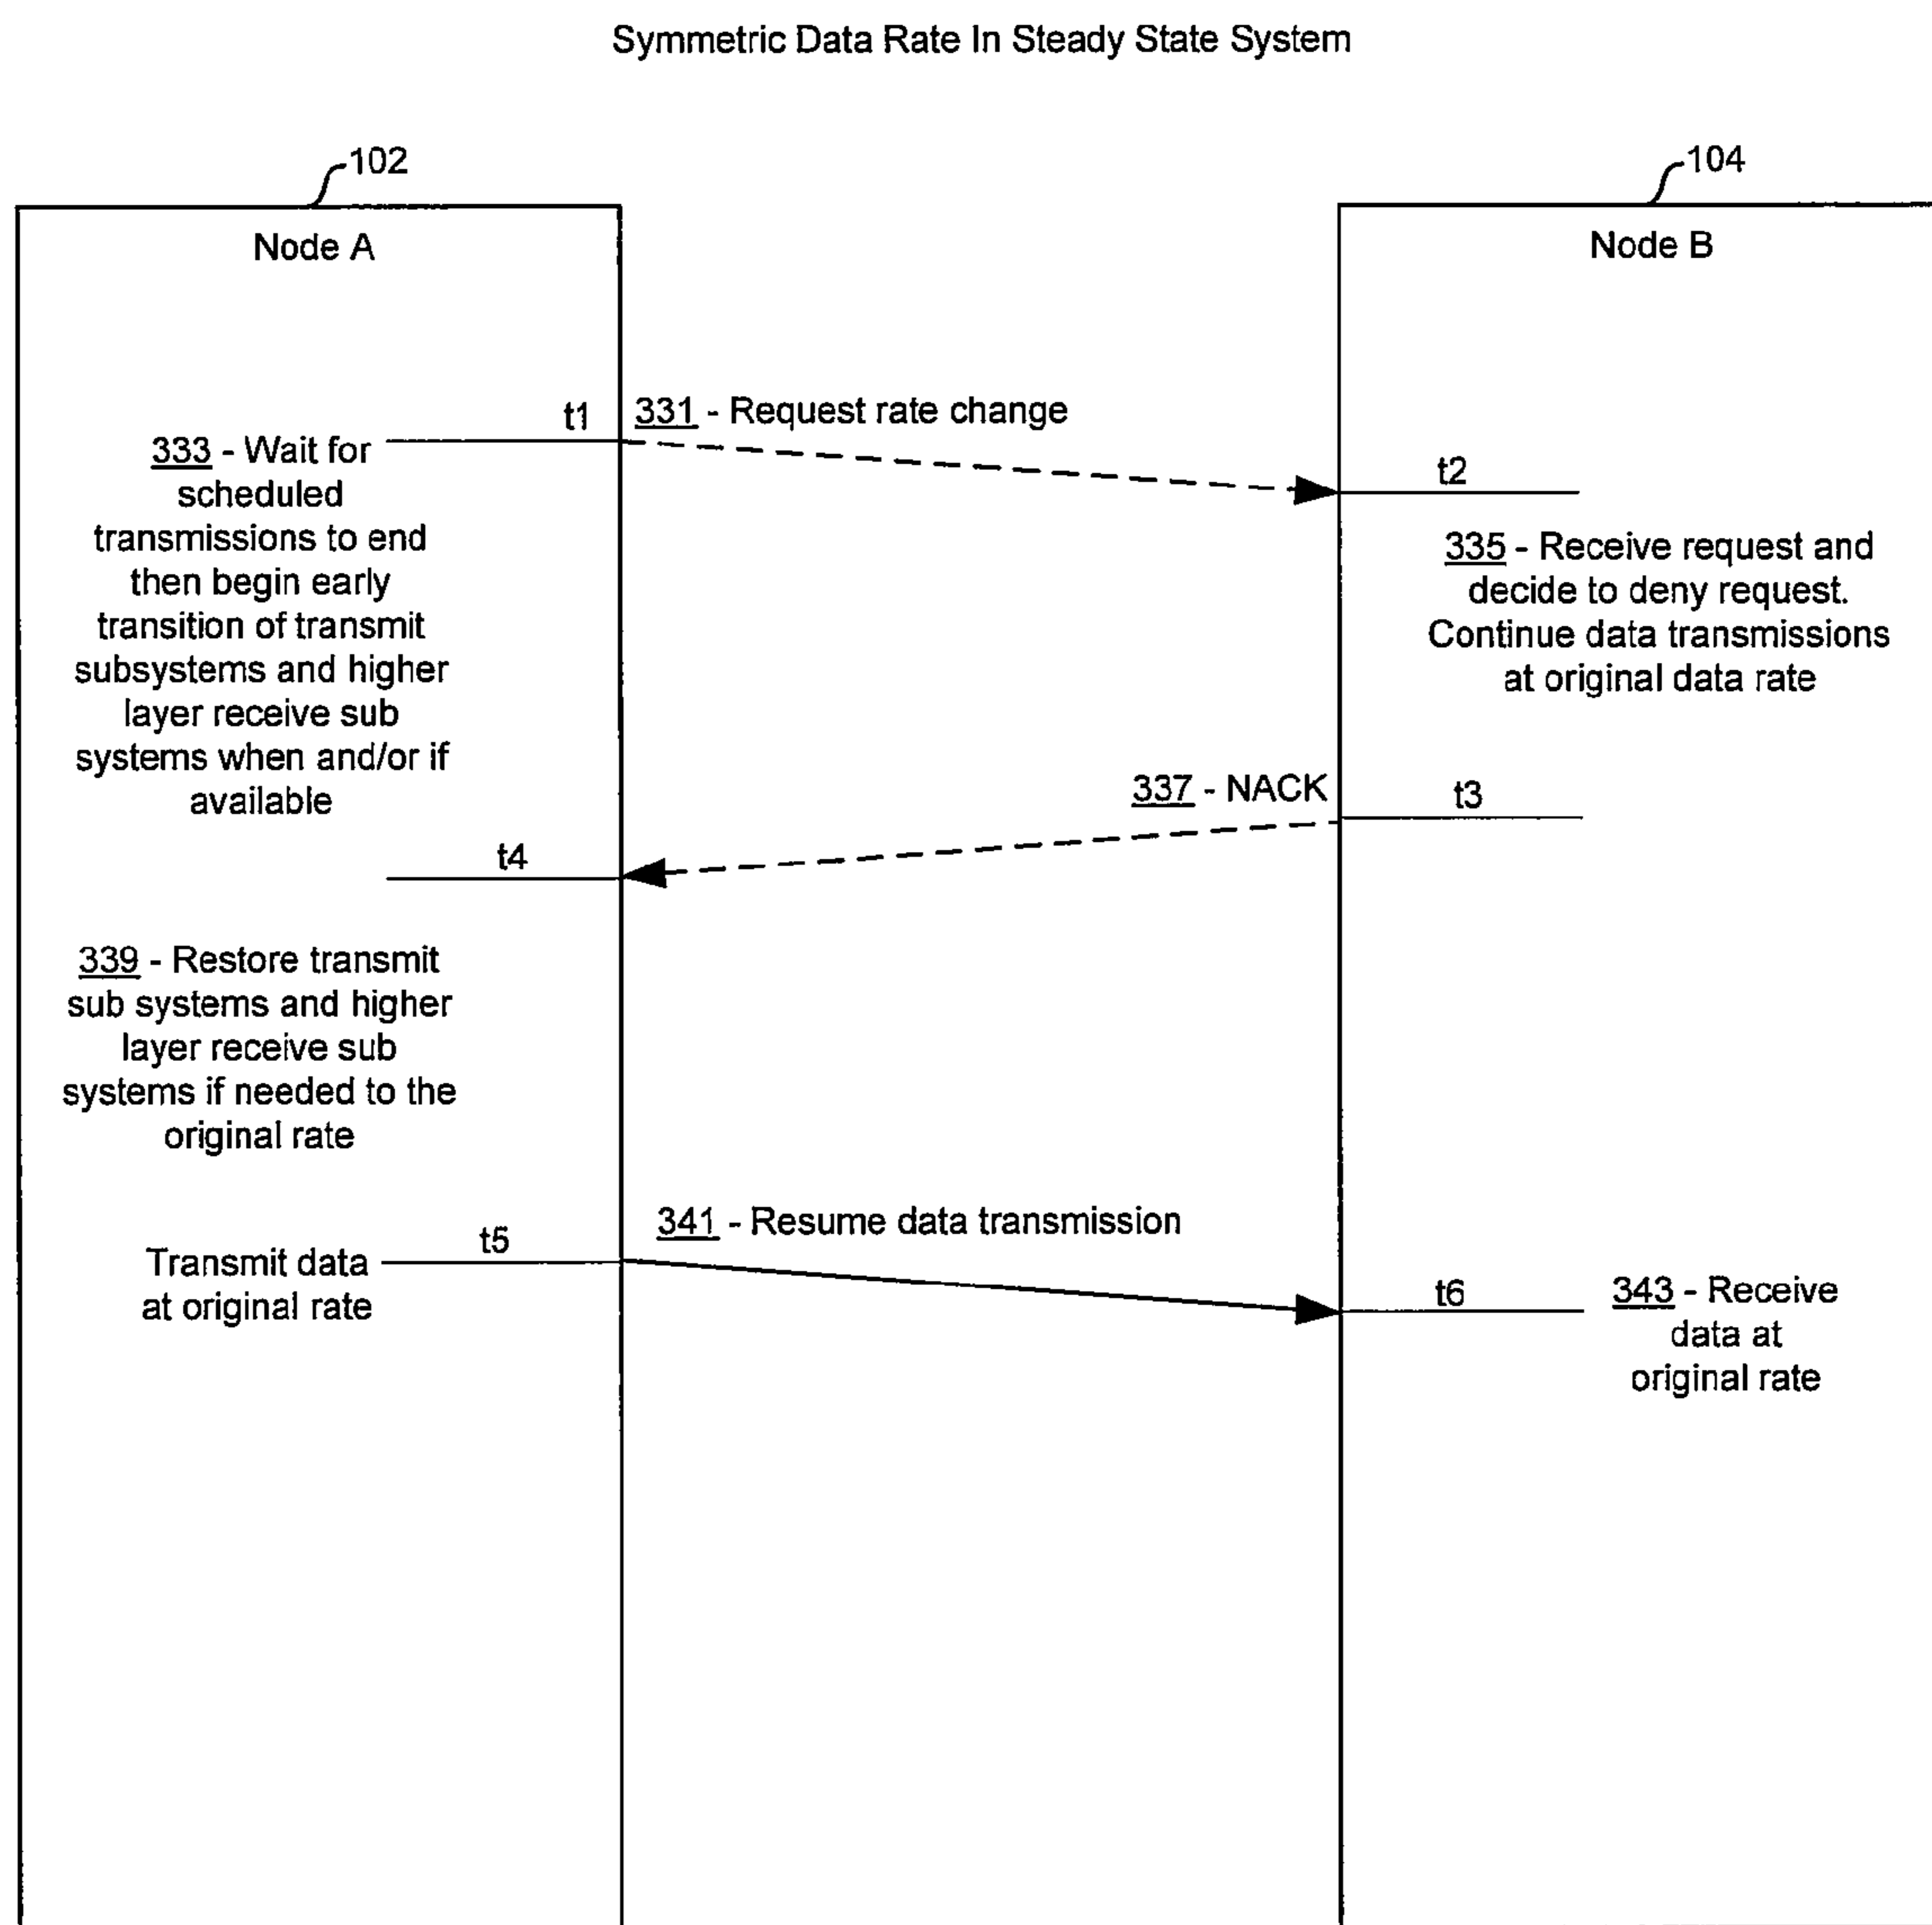 Symmetric Data Rate In Steady State System
102
104
Node A
Node B
t1
331 - Request rate change
333 - Wait for
scheduled
transmissions to end
then begin early
transition of transmit
subsystems and higher
layer receive sub
systems when and/or if
available
t2
335 - Receive request and
decide to deny request.
Continue data transmissions
at original data rate
337 - NACK
t3
t4
339 - Restore transmit
sub systems and higher
layer receive sub
systems if needed to the
original rate
t5
341 - Resume data transmission
Transmit data
at original rate
t6
343 - Receive
data at
original rate